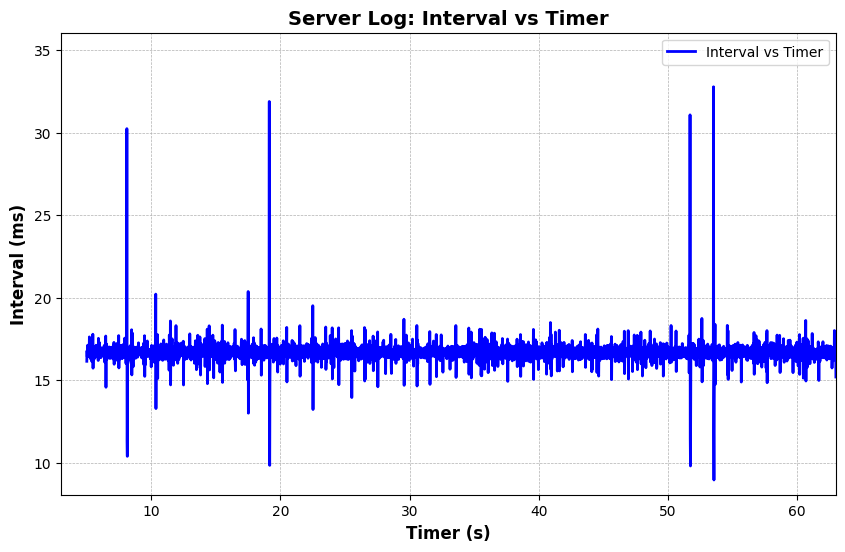 Server Log: Interval vs Timer
Interval vs Timer
35
30
25
20
15
10
Interval (ms)
10 20 30 40 50 60
Timer (s)